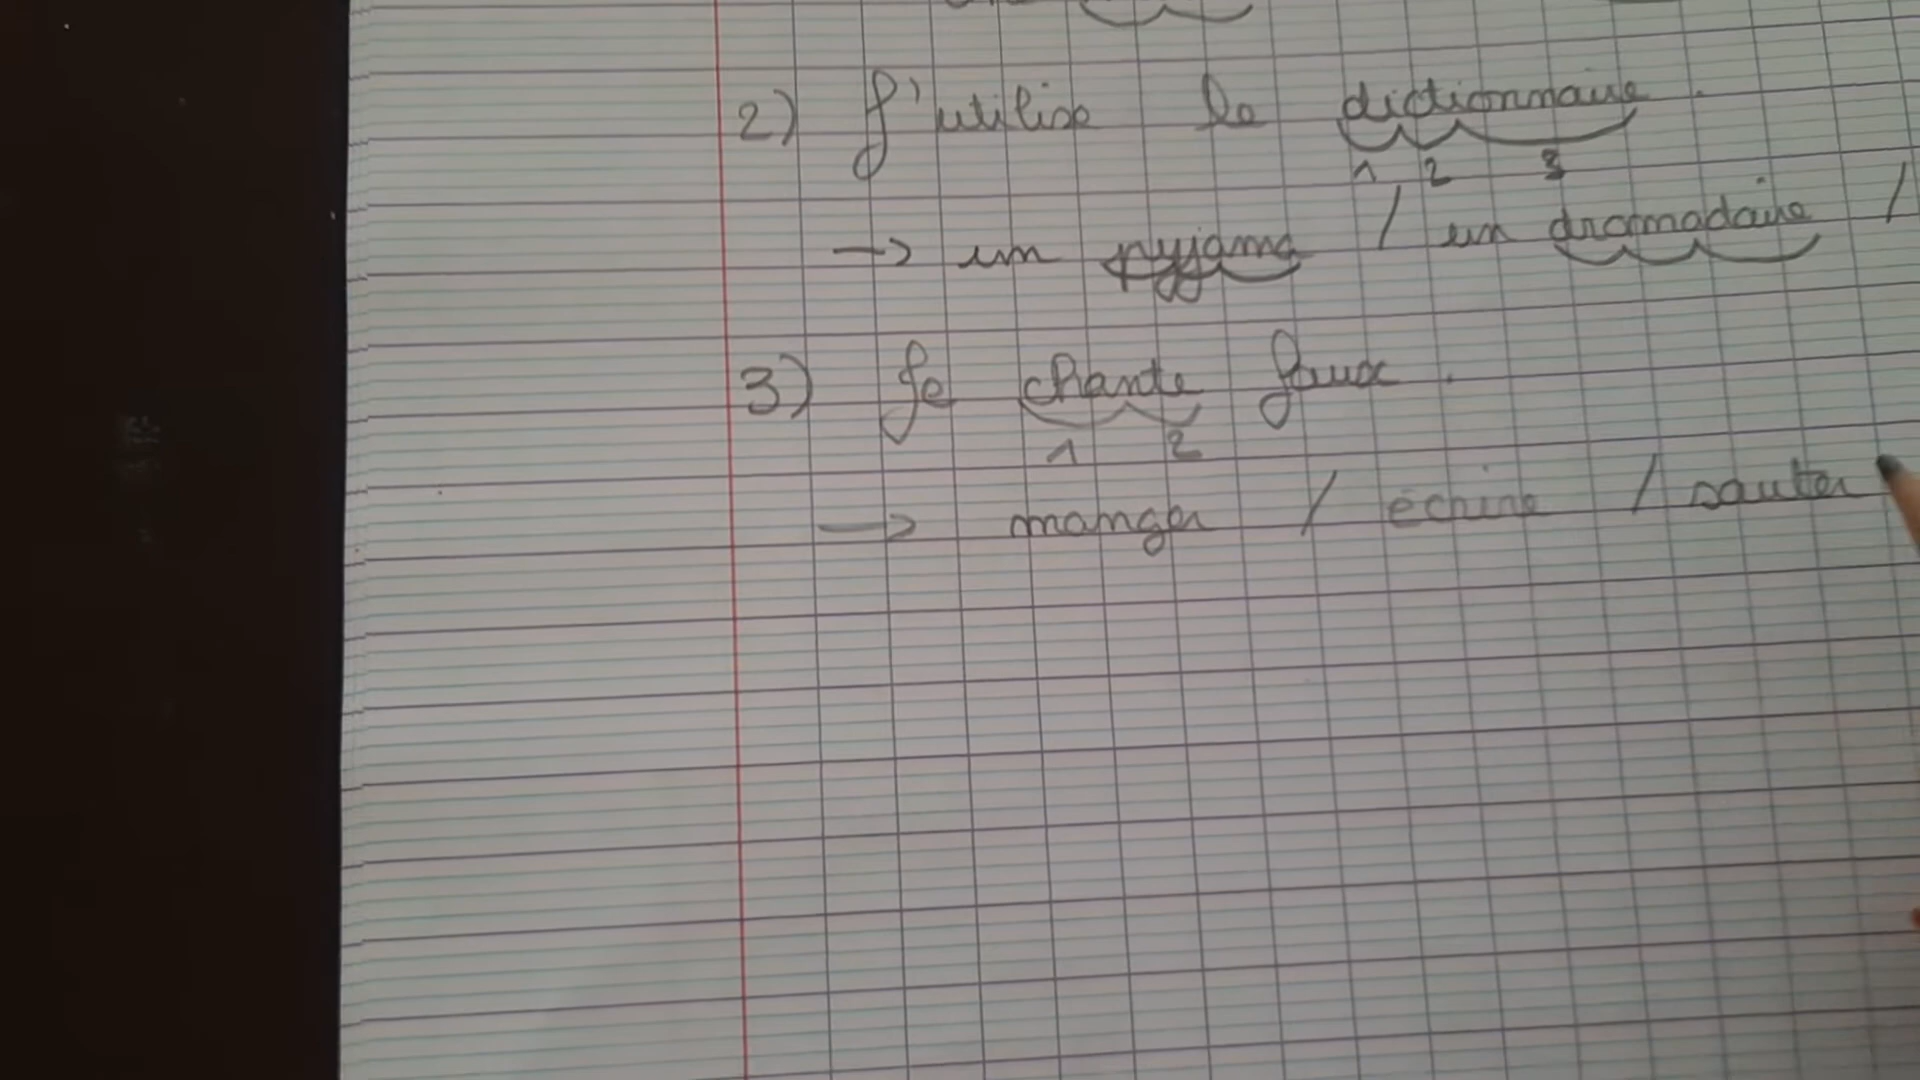 2) J'utilise le dictionnaire.
1 2 3
→ un pyjama / un dromadaire /
3) Je chante faux.
1 2
→ manger / écrire / sauter